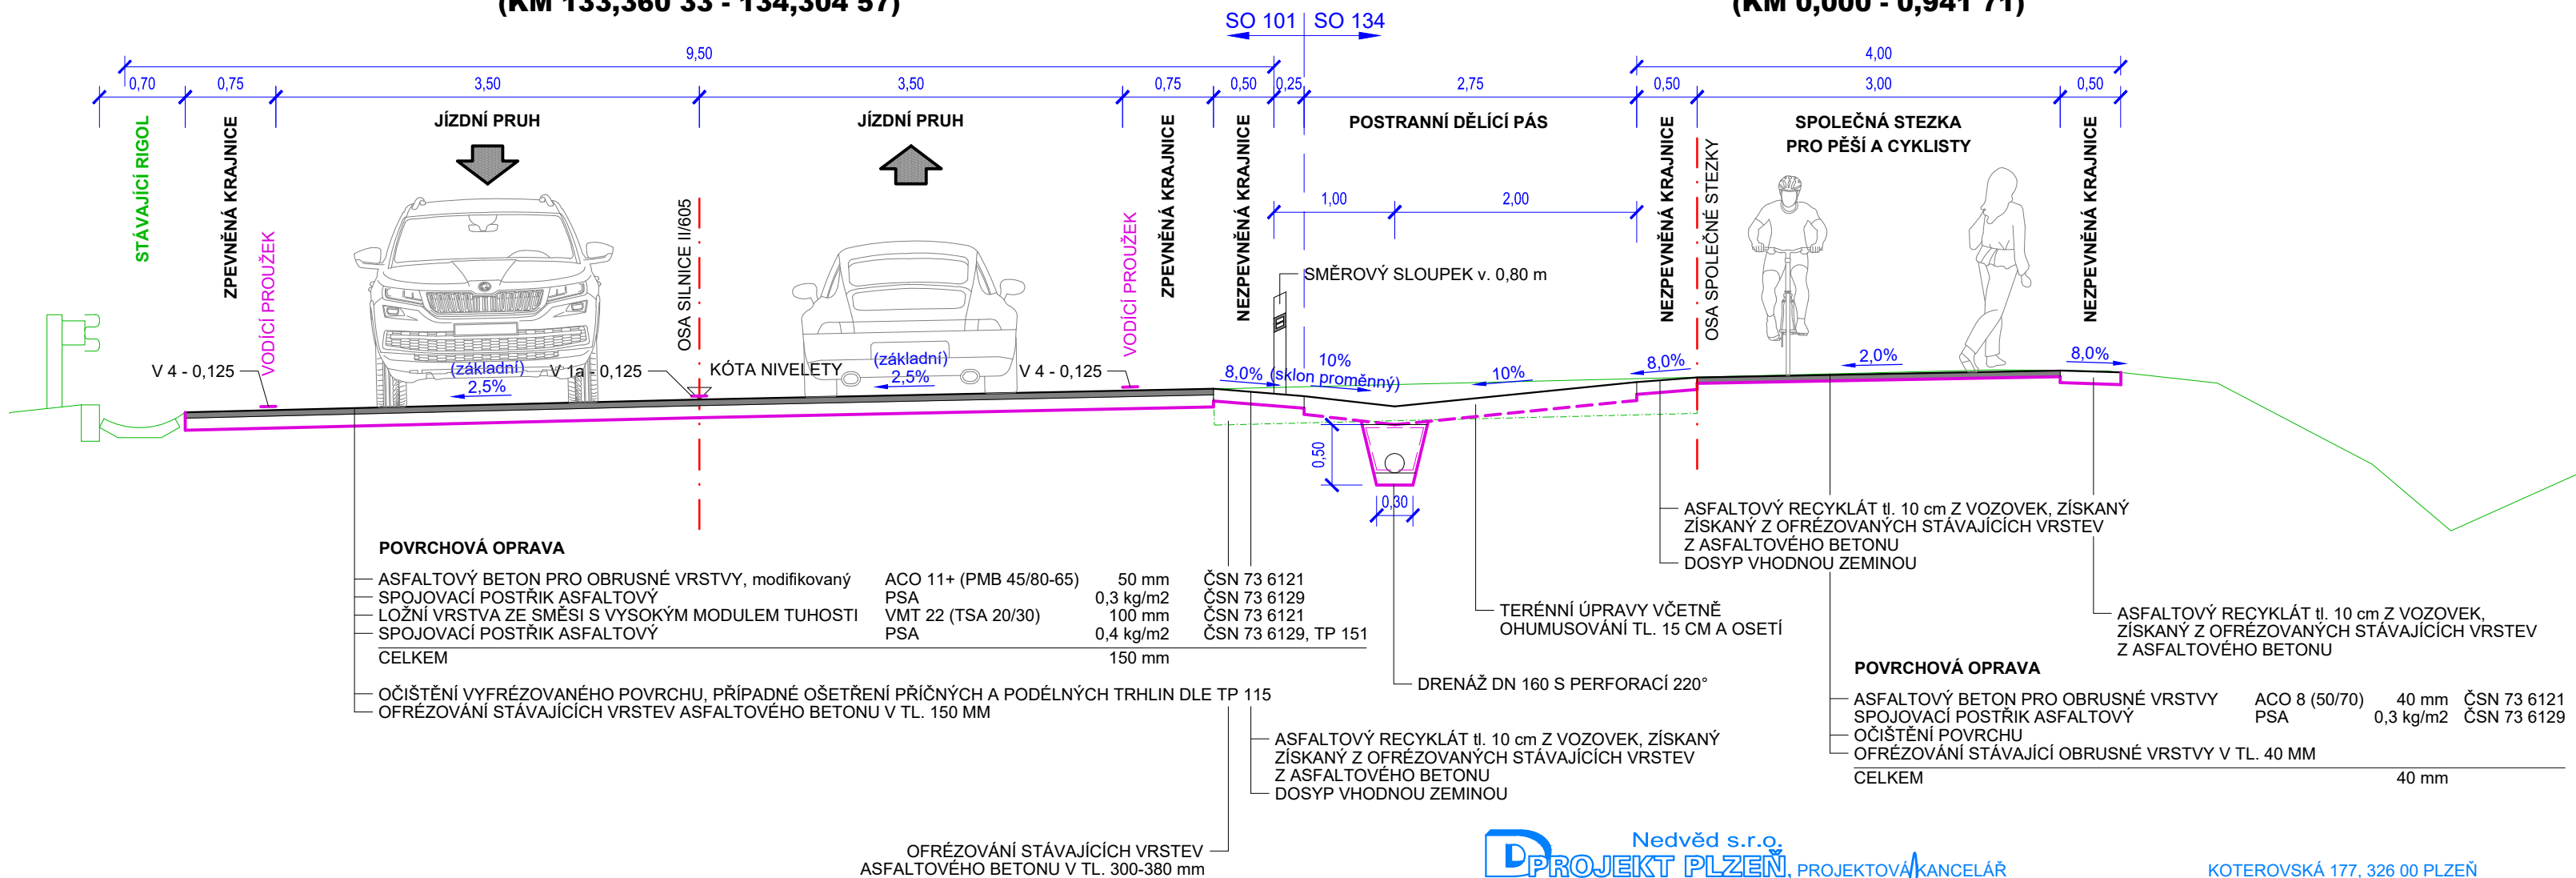 (KM 133,360 33 - 134,304 57)
(KM 0,000 - 0,941 71)
SO 101 SO 134
9,50
4,00
0,70 0,75 3,50 3,50 0,75 0,50 0,25 2,75 0,50 3,00 0,50
STÁVAJÍCÍ RIGOL
ZPEVNĚNÁ KRAJNICE
VODÍCÍ PROUŽEK
JÍZDNÍ PRUH
OSA SILNICE II/605
JÍZDNÍ PRUH
VODÍCÍ PROUŽEK
ZPEVNĚNÁ KRAJNICE
NEZPEVNĚNÁ KRAJNICE
POSTRANNÍ DĚLÍCÍ PÁS
NEZPEVNĚNÁ KRAJNICE
OSA SPOLEČNÉ STEZKY
SPOLEČNÁ STEZKA
PRO PĚŠÍ A CYKLISTY
NEZPEVNĚNÁ KRAJNICE
1,00 2,00
SMĚROVÝ SLOUPEK v. 0,80 m
V 4 - 0,125
(základní)
2,5%
V 1a - 0,125
KÓTA NIVELETY
(základní)
2,5%
V 4 - 0,125
8,0%
10%
(sklon proměnný)
10%
8,0%
2,0%
8,0%
0,50
0,30
POVRCHOVÁ OPRAVA
ASFALTOVÝ BETON PRO OBRUSNÉ VRSTVY, modifikovaný ACO 11+ (PMB 45/80-65) 50 mm ČSN 73 6121
SPOJOVACÍ POSTŘIK ASFALTOVÝ PSA 0,3 kg/m2 ČSN 73 6129
LOŽNÍ VRSTVA ZE SMĚSI S VYSOKÝM MODULEM TUHOSTI VMT 22 (TSA 20/30) 100 mm ČSN 73 6121
SPOJOVACÍ POSTŘIK ASFALTOVÝ PSA 0,4 kg/m2 ČSN 73 6129, TP 151
CELKEM 150 mm
OČIŠTĚNÍ VYFRÉZOVANÉHO POVRCHU, PŘÍPADNÉ OŠETŘENÍ PŘÍČNÝCH A PODÉLNÝCH TRHLIN DLE TP 115
OFRÉZOVÁNÍ STÁVAJÍCÍCH VRSTEV ASFALTOVÉHO BETONU V TL. 150 MM
OFRÉZOVÁNÍ STÁVAJÍCÍCH VRSTEV
ASFALTOVÉHO BETONU V TL. 300-380 mm
ASFALTOVÝ RECYKLÁT tl. 10 cm Z VOZOVEK, ZÍSKANÝ
ZÍSKANÝ Z OFRÉZOVANÝCH STÁVAJÍCÍCH VRSTEV
Z ASFALTOVÉHO BETONU
DOSYP VHODNOU ZEMINOU
DRENÁŽ DN 160 S PERFORACÍ 220°
TERÉNNÍ ÚPRAVY VČETNĚ
OHUMUSOVÁNÍ TL. 15 CM A OSETÍ
ASFALTOVÝ RECYKLÁT tl. 10 cm Z VOZOVEK, ZÍSKANÝ
ZÍSKANÝ Z OFRÉZOVANÝCH STÁVAJÍCÍCH VRSTEV
Z ASFALTOVÉHO BETONU
DOSYP VHODNOU ZEMINOU
ASFALTOVÝ RECYKLÁT tl. 10 cm Z VOZOVEK,
ZÍSKANÝ Z OFRÉZOVANÝCH STÁVAJÍCÍCH VRSTEV
Z ASFALTOVÉHO BETONU
POVRCHOVÁ OPRAVA
ASFALTOVÝ BETON PRO OBRUSNÉ VRSTVY ACO 8 (50/70) 40 mm ČSN 73 6121
SPOJOVACÍ POSTŘIK ASFALTOVÝ PSA 0,3 kg/m2 ČSN 73 6129
OČIŠTĚNÍ POVRCHU
OFRÉZOVÁNÍ STÁVAJÍCÍ OBRUSNÉ VRSTVY V TL. 40 MM
CELKEM 40 mm
Nedvěd s.r.o.
D PROJEKT PLZEŇ, PROJEKTOVÁ KANCELÁŘ
KOTEROVSKÁ 177, 326 00 PLZEŇ